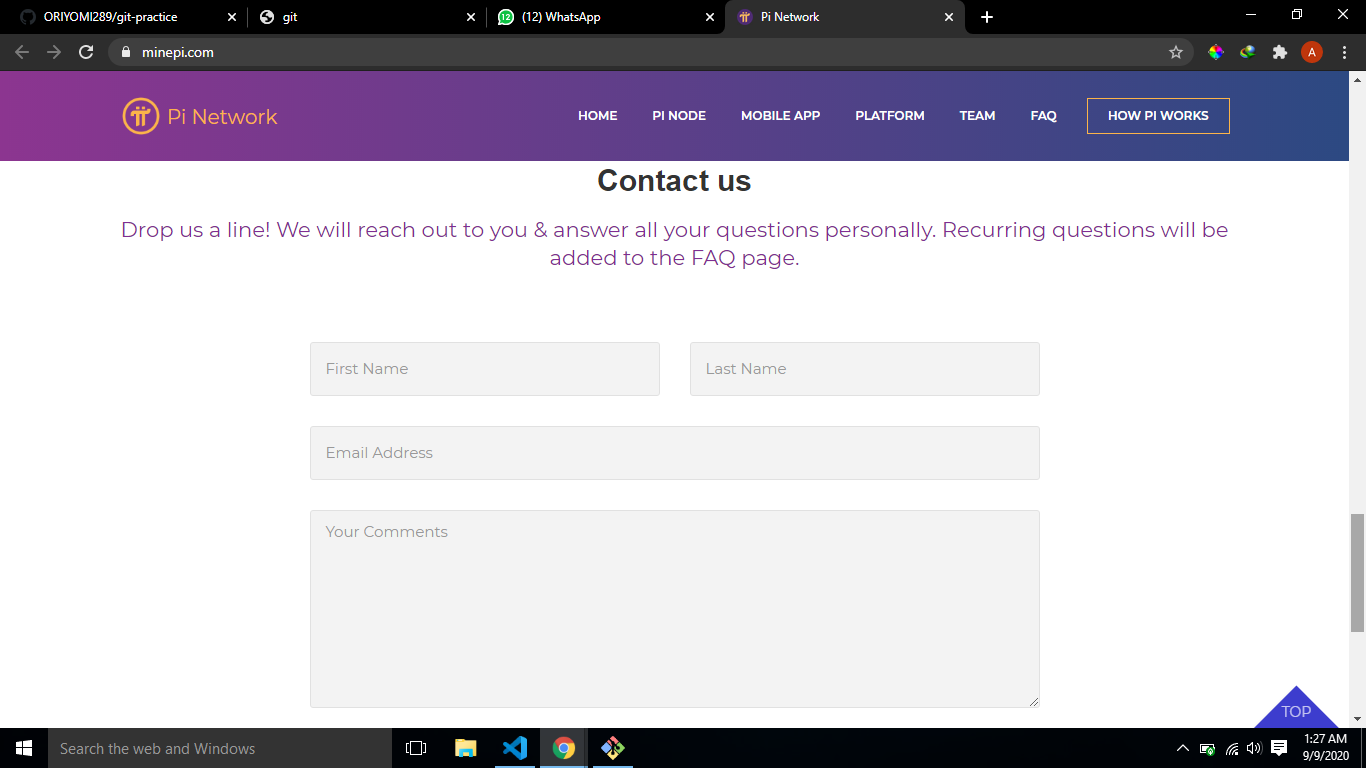 ORIYOMI289/git-practice
git
(12) WhatsApp
Pi Network
minepi.com
A
Pi Network
HOME
PI NODE
MOBILE APP
PLATFORM
TEAM
FAQ
HOW PI WORKS
Contact us
Drop us a line! We will reach out to you & answer all your questions personally. Recurring questions will be
added to the FAQ page.
First Name
Last Name
Email Address
Your Comments
TOP
Search the web and Windows
1:27 AM
9/9/2020